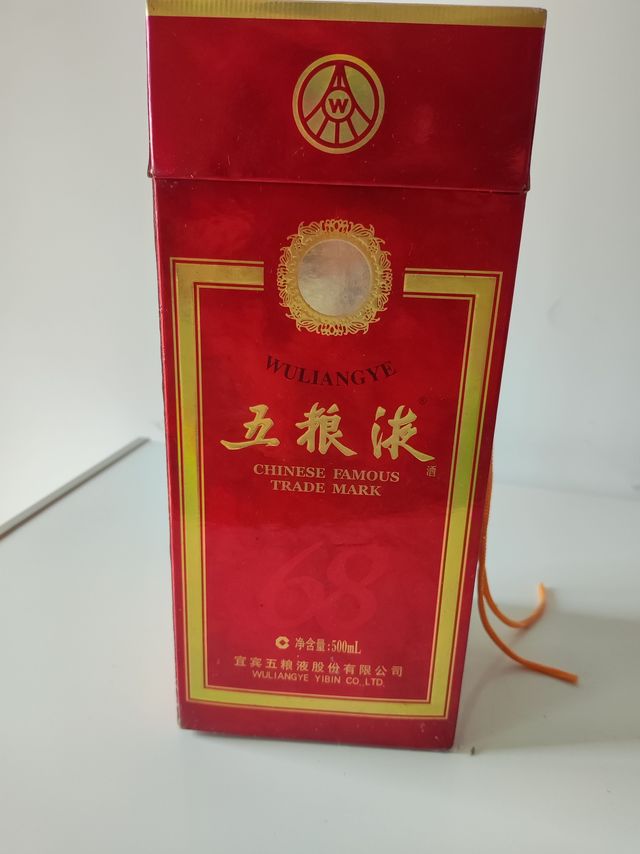 W
WULIANGYE
五粮液®
酒
CHINESE FAMOUS
TRADE MARK
68
C 净含量:500mL
宜宾五粮液股份有限公司
WULIANGYE YIBIN CO.,LTD.